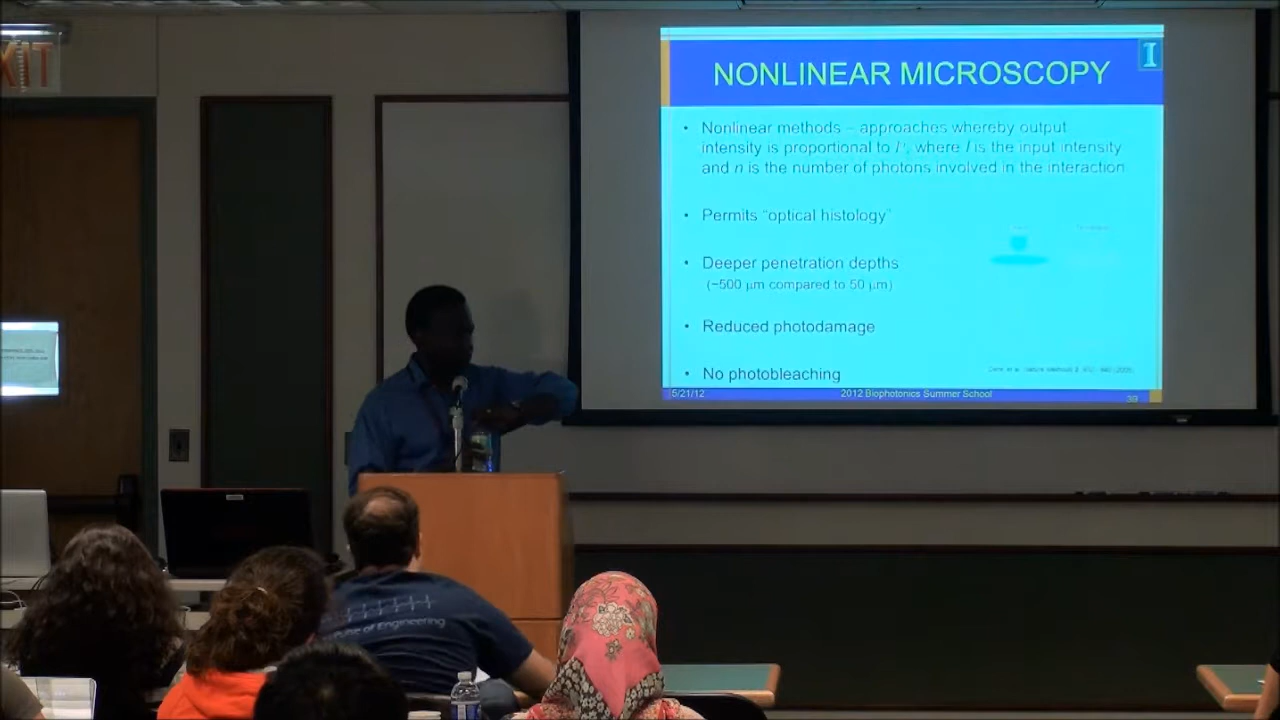 EXIT
NONLINEAR MICROSCOPY
I
• Nonlinear methods – approaches whereby output
intensity is proportional to Iⁿ, where I is the input intensity
and n is the number of photons involved in the interaction
• Permits “optical histology”
• Deeper penetration depths
(~500 µm compared to 50 µm)
• Reduced photodamage
• No photobleaching
5/21/12
2012 Biophotonics Summer School
39
of Engineering